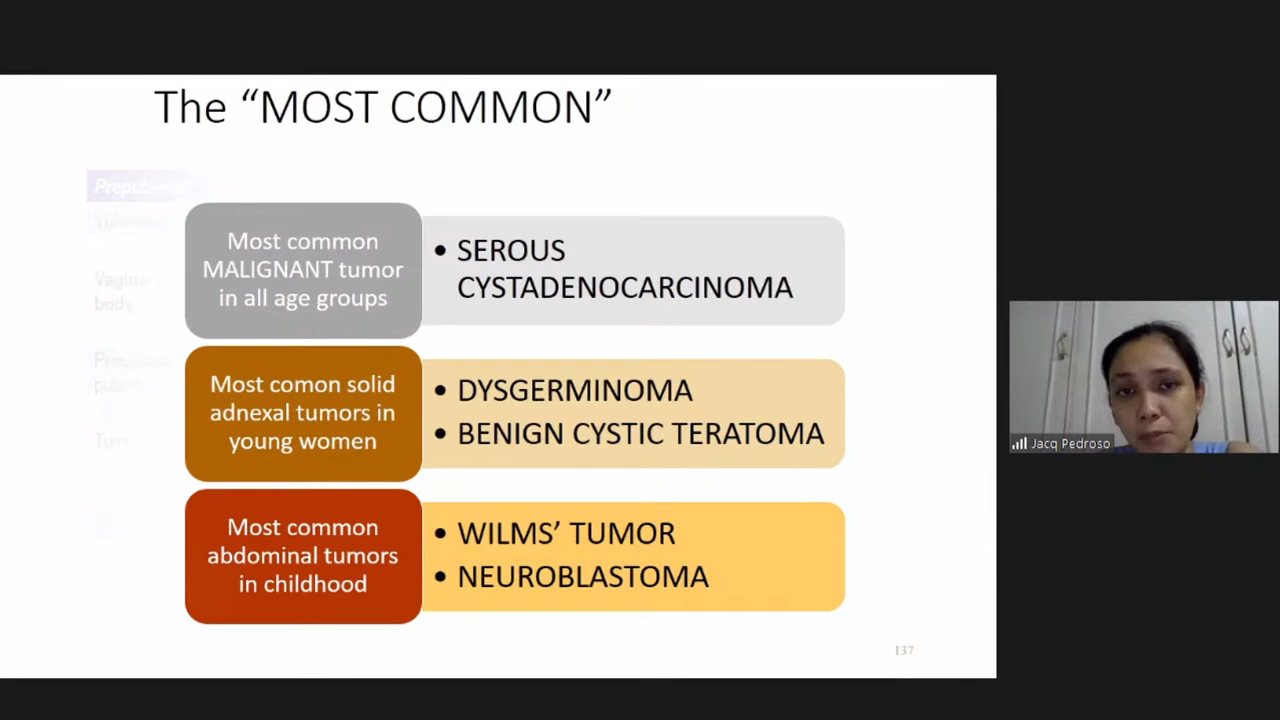 The “MOST COMMON”
Most common
MALIGNANT tumor
in all age groups
• SEROUS
CYSTADENOCARCINOMA
Most comon solid
adnexal tumors in
young women
• DYSGERMINOMA
• BENIGN CYSTIC TERATOMA
Most common
abdominal tumors
in childhood
• WILMS’ TUMOR
• NEUROBLASTOMA
137
Jacq Pedroso